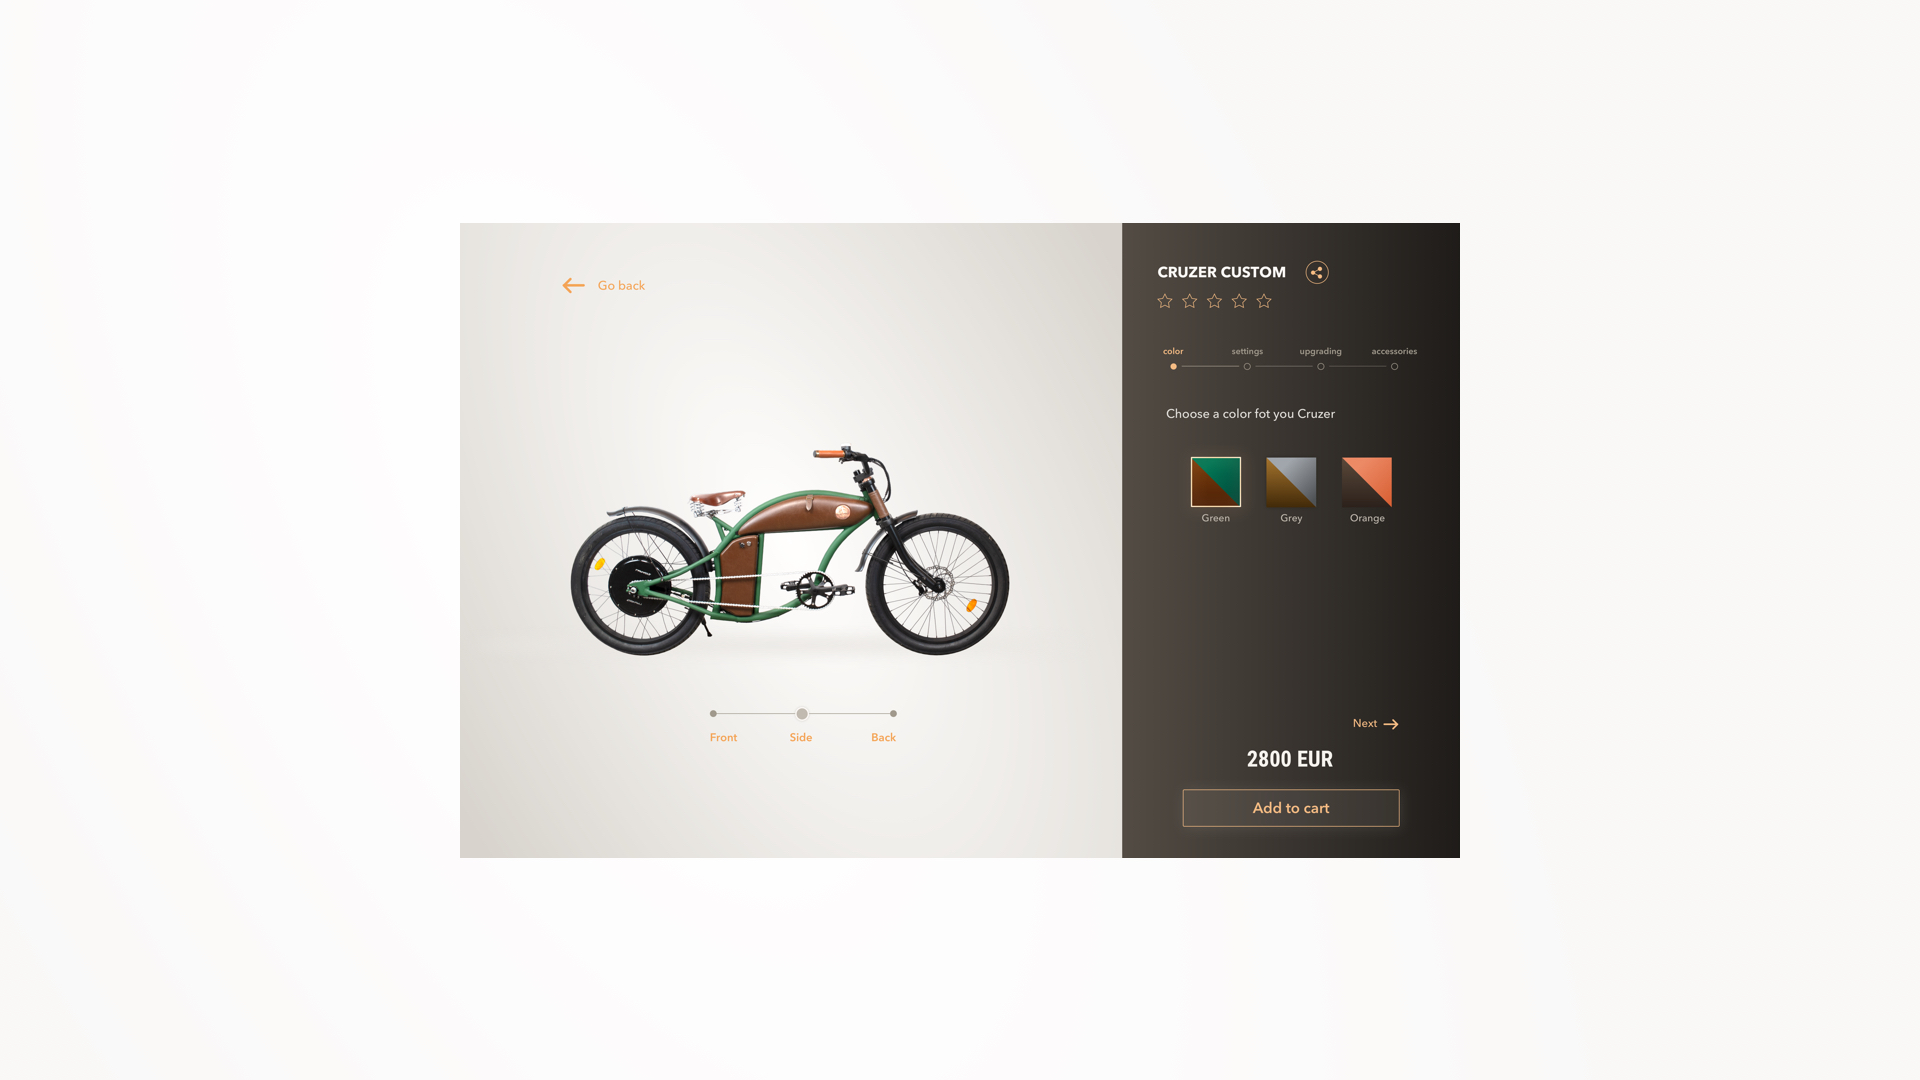 Go back
Front
Side
Back
CRUZER CUSTOM
color
settings
upgrading
accessories
Choose a color fot you Cruzer
Green
Grey
Orange
Next
2800 EUR
Add to cart